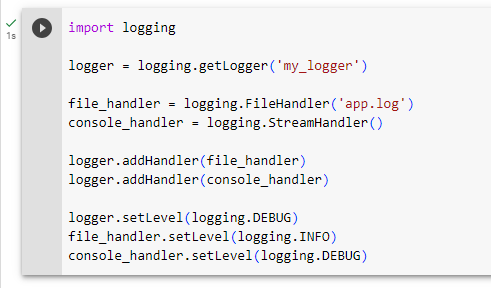 1s
import logging
logger = logging.getLogger('my_logger')
file_handler = logging.FileHandler('app.log')
console_handler = logging.StreamHandler()
logger.addHandler(file_handler)
logger.addHandler(console_handler)
logger.setLevel(logging.DEBUG)
file_handler.setLevel(logging.INFO)
console_handler.setLevel(logging.DEBUG)